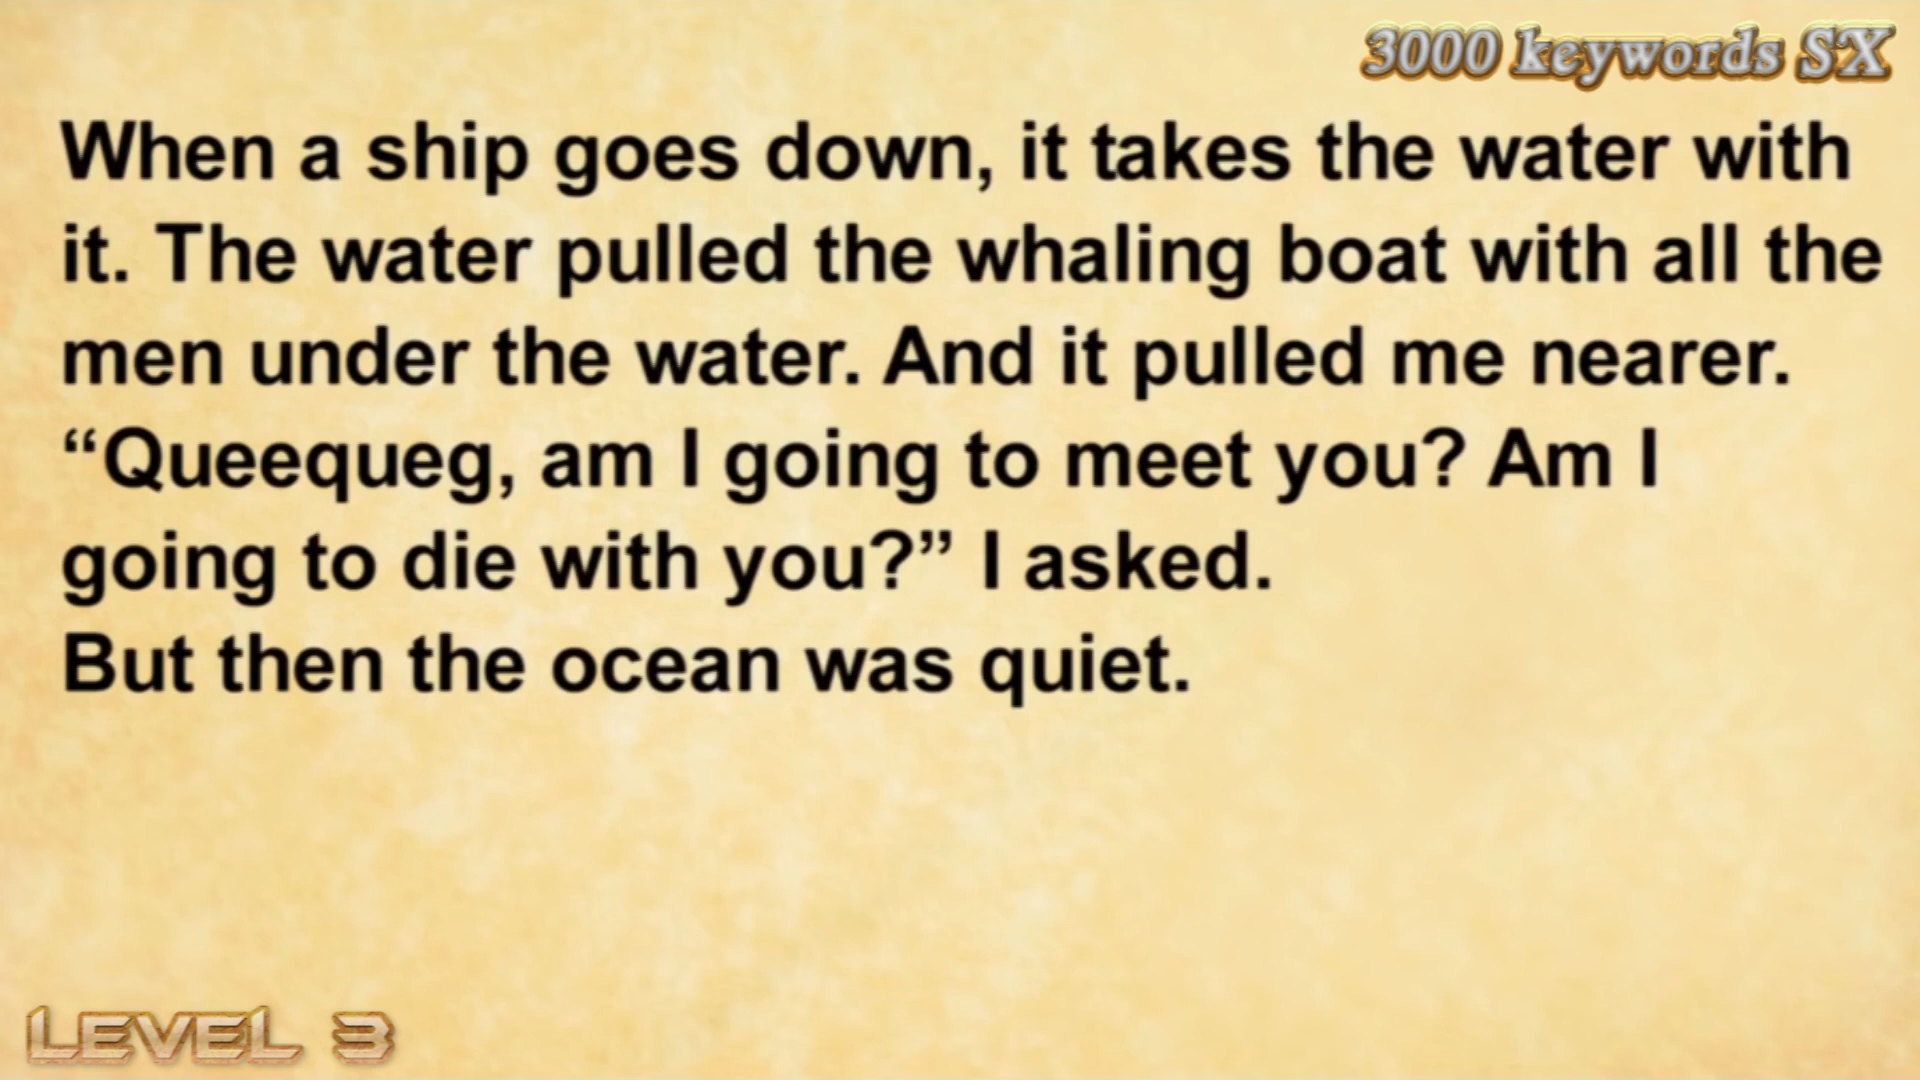 3000 keywords SX
When a ship goes down, it takes the water with
it. The water pulled the whaling boat with all the
men under the water. And it pulled me nearer.
“Queequeg, am I going to meet you? Am I
going to die with you?” I asked.
But then the ocean was quiet.
LEVEL 3